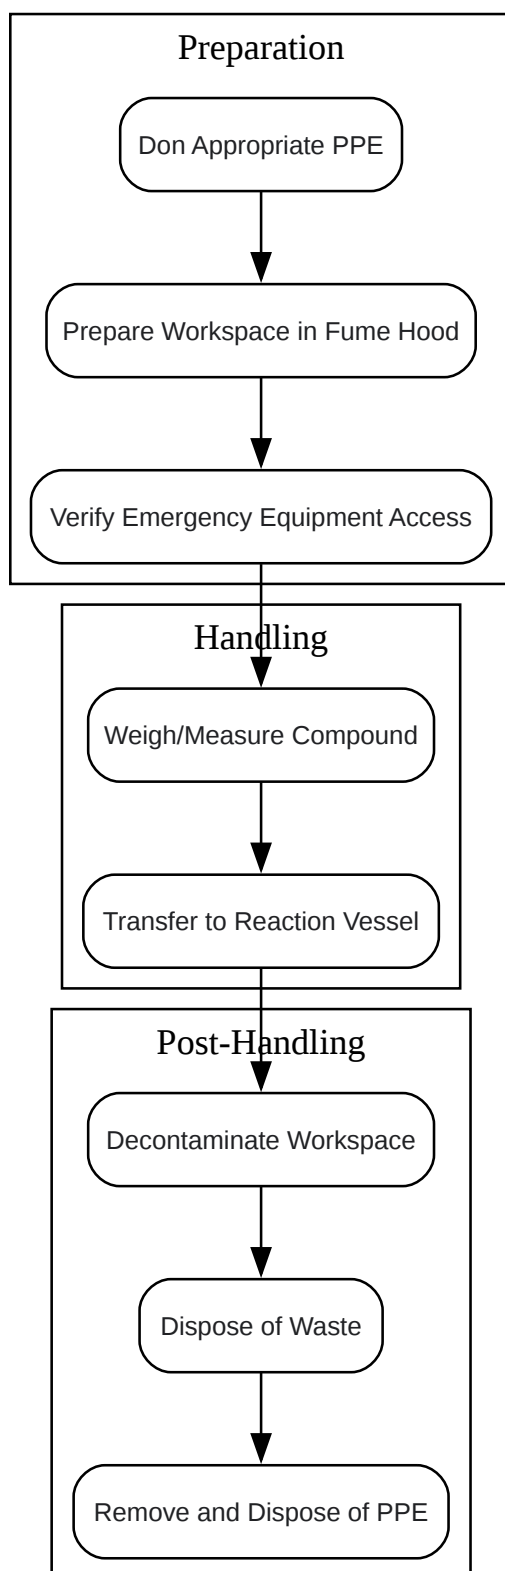 Preparation
Don Appropriate PPE
Prepare Workspace in Fume Hood
Verify Emergency Equipment Access
Handling
Weigh/Measure Compound
Transfer to Reaction Vessel
Post-Handling
Decontaminate Workspace
Dispose of Waste
Remove and Dispose of PPE